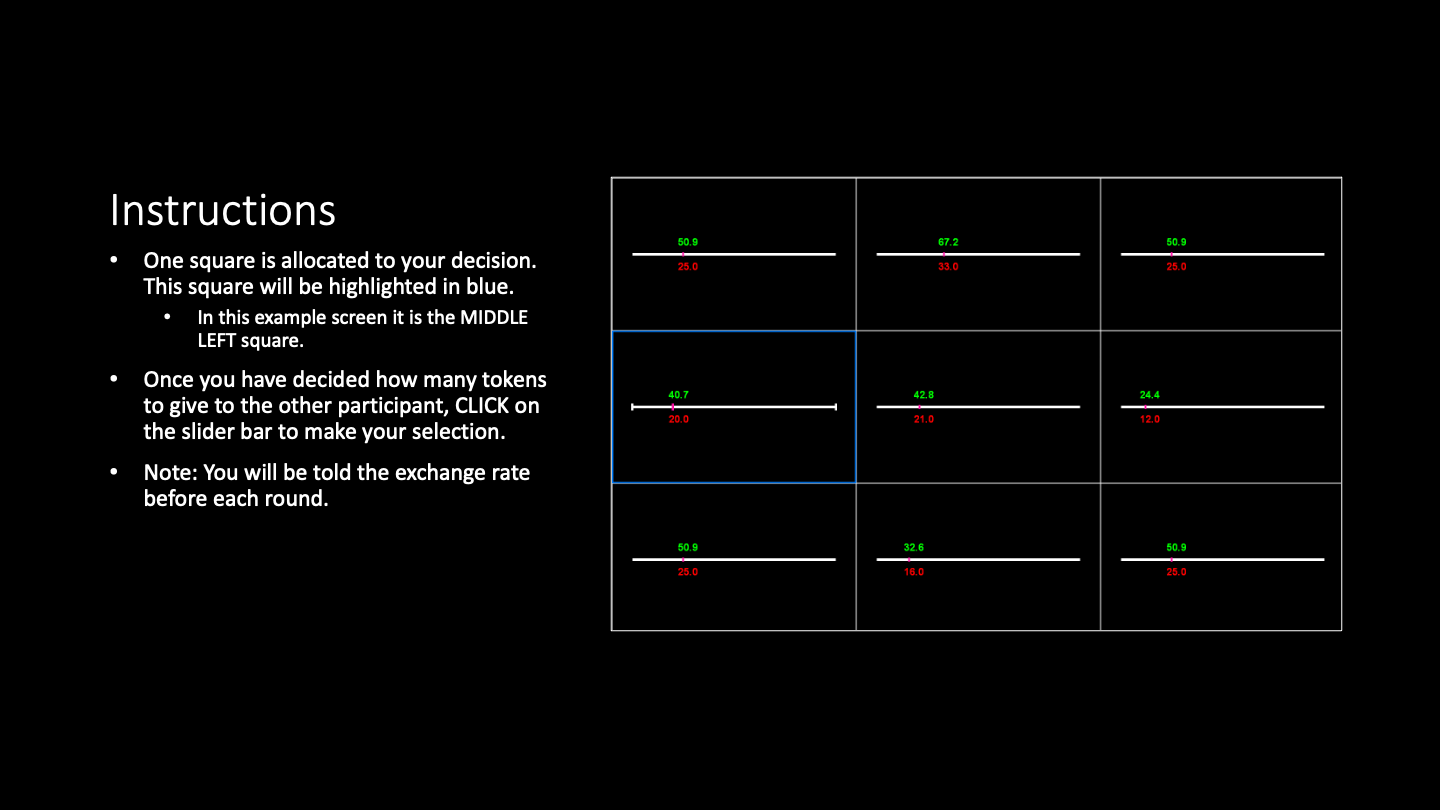 Instructions
• One square is allocated to your decision.
This square will be highlighted in blue.
• In this example screen it is the MIDDLE
LEFT square.
• Once you have decided how many tokens
to give to the other participant, CLICK on
the slider bar to make your selection.
• Note: You will be told the exchange rate
before each round.
50.9 67.2 50.9
25.0 33.0 25.0
40.7 42.8 24.4
20.0 21.0 12.0
50.9 32.6 50.9
25.0 16.0 25.0